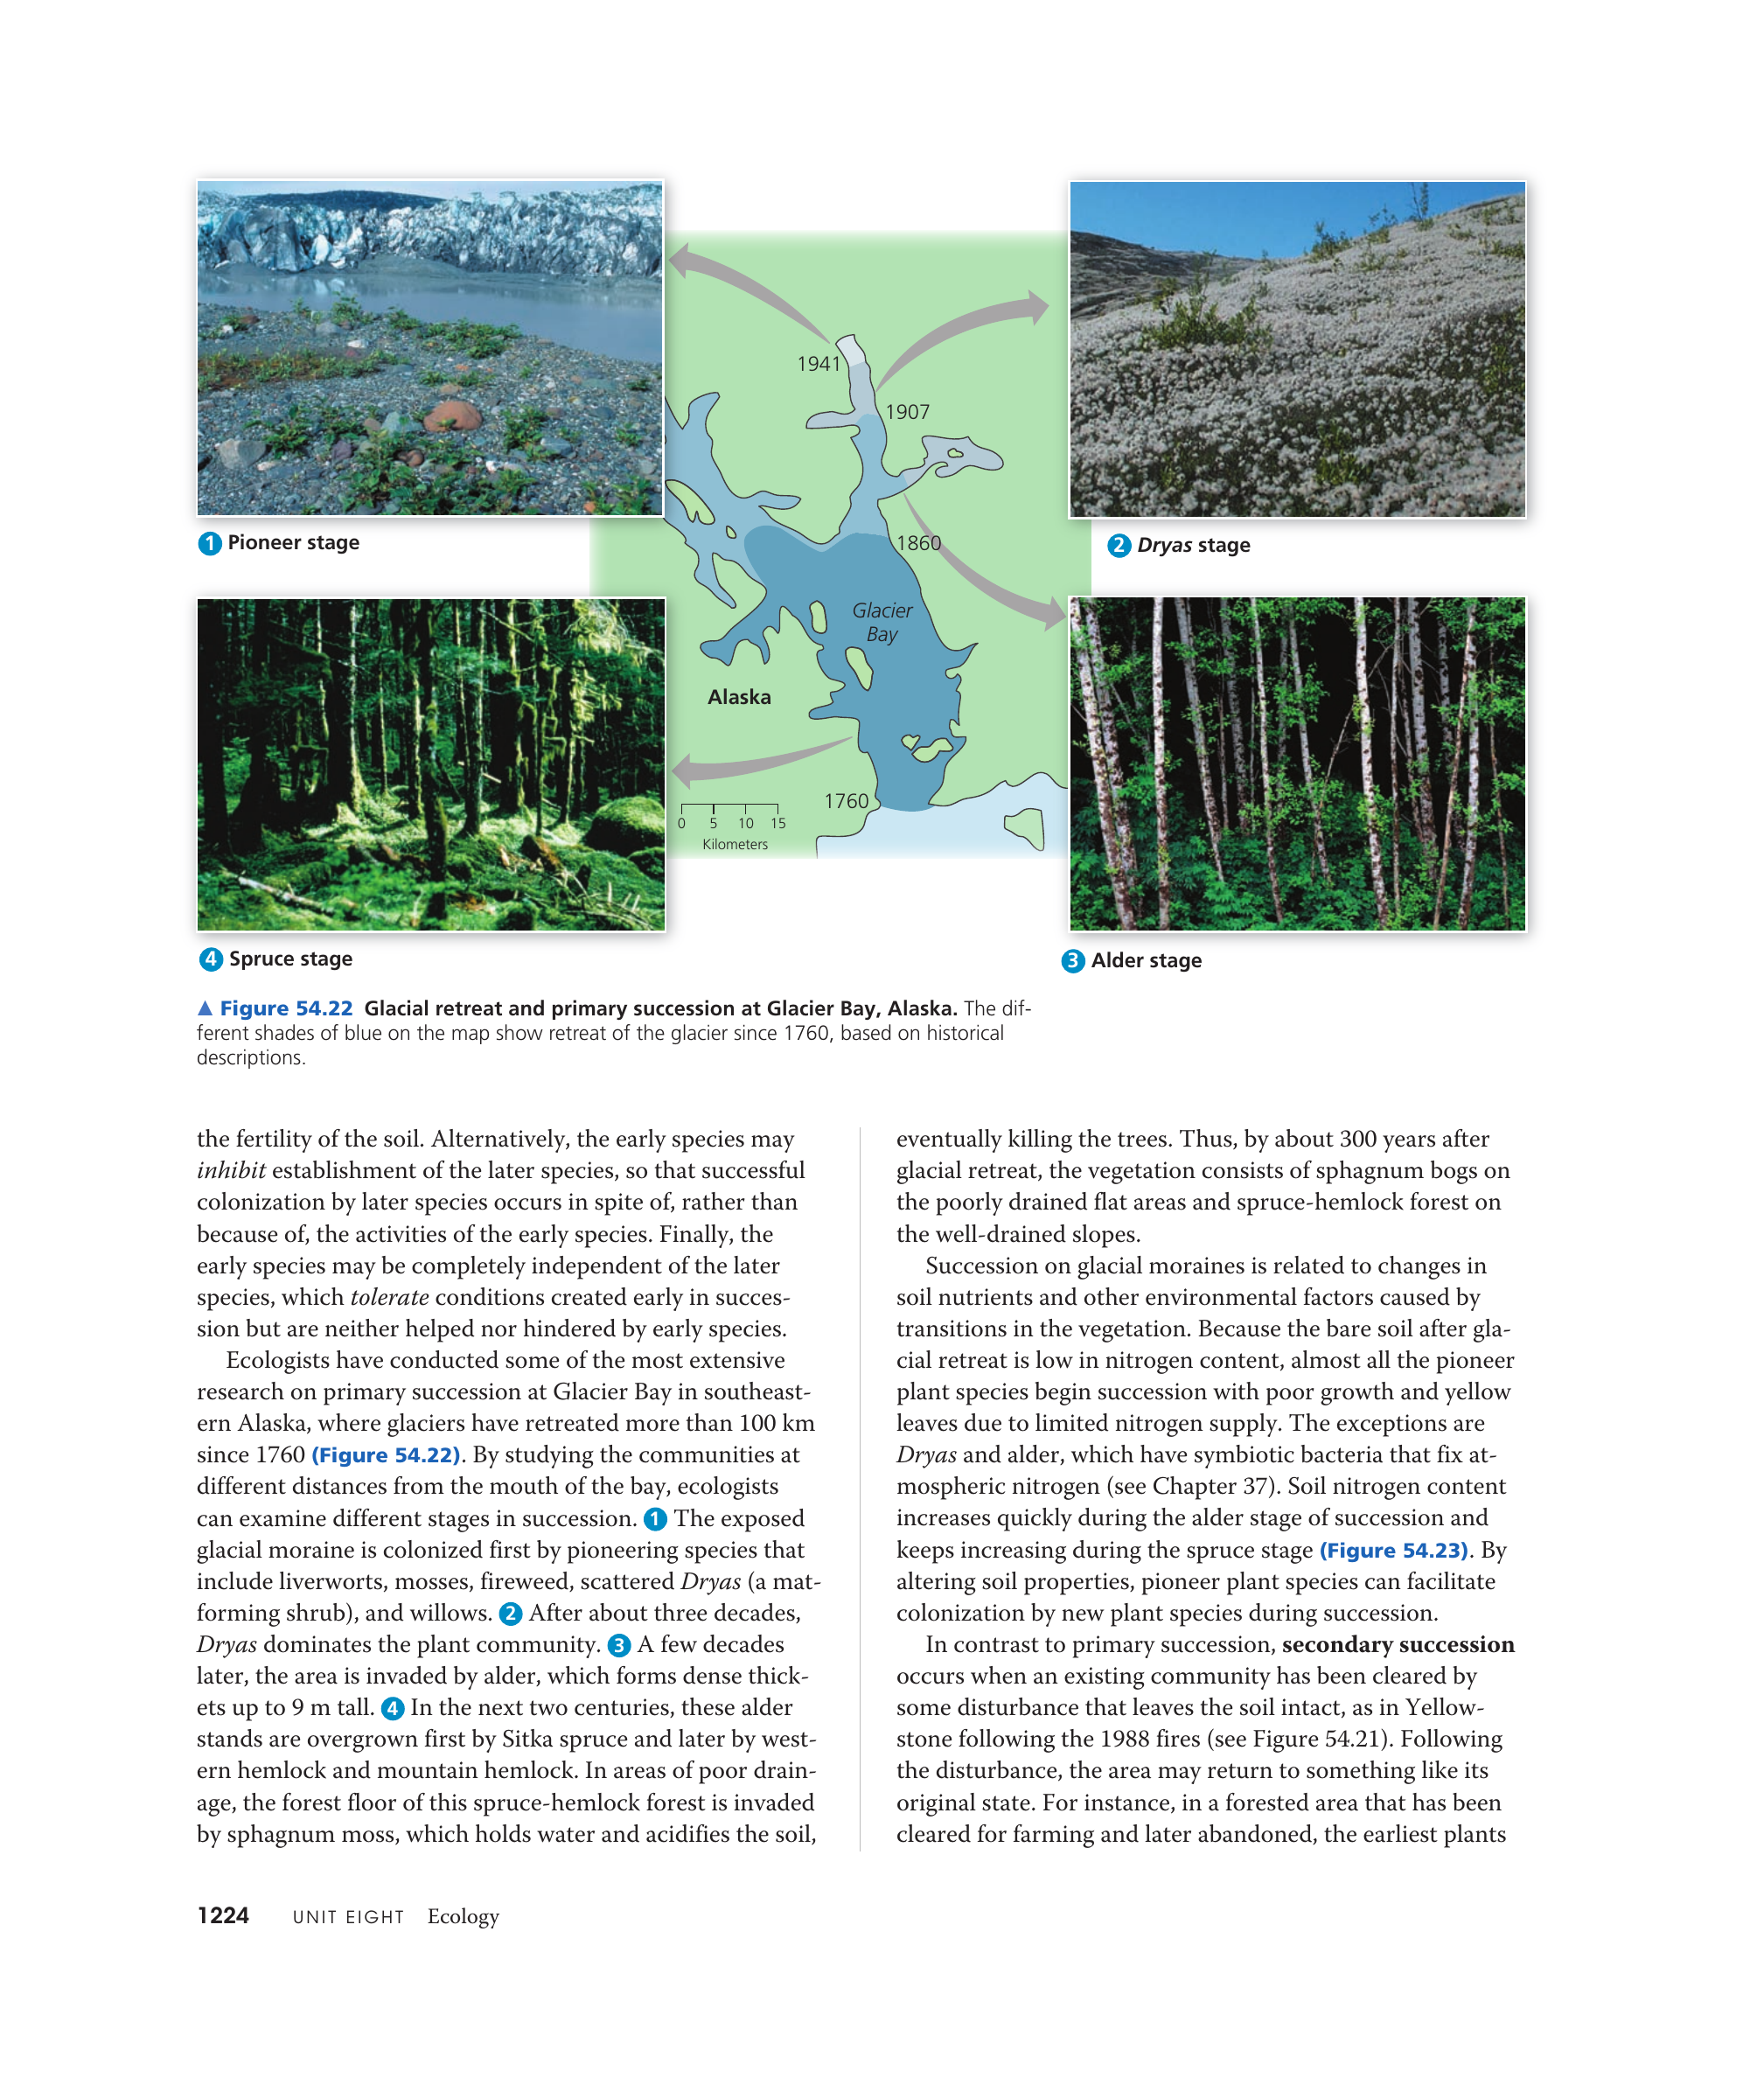 1941
1907
1860
Glacier
Bay
Alaska
1760
0 5 10 15
Kilometers
1 Pioneer stage
2 Dryas stage
4 Spruce stage
3 Alder stage
▲ Figure 54.22 Glacial retreat and primary succession at Glacier Bay, Alaska. The dif-
ferent shades of blue on the map show retreat of the glacier since 1760, based on historical
descriptions.
the fertility of the soil. Alternatively, the early species may
inhibit establishment of the later species, so that successful
colonization by later species occurs in spite of, rather than
because of, the activities of the early species. Finally, the
early species may be completely independent of the later
species, which tolerate conditions created early in succes-
sion but are neither helped nor hindered by early species.
Ecologists have conducted some of the most extensive
research on primary succession at Glacier Bay in southeast-
ern Alaska, where glaciers have retreated more than 100 km
since 1760 (Figure 54.22). By studying the communities at
different distances from the mouth of the bay, ecologists
can examine different stages in succession. 1 The exposed
glacial moraine is colonized first by pioneering species that
include liverworts, mosses, fireweed, scattered Dryas (a mat-
forming shrub), and willows. 2 After about three decades,
Dryas dominates the plant community. 3 A few decades
later, the area is invaded by alder, which forms dense thick-
ets up to 9 m tall. 4 In the next two centuries, these alder
stands are overgrown first by Sitka spruce and later by west-
ern hemlock and mountain hemlock. In areas of poor drain-
age, the forest floor of this spruce-hemlock forest is invaded
by sphagnum moss, which holds water and acidifies the soil,
eventually killing the trees. Thus, by about 300 years after
glacial retreat, the vegetation consists of sphagnum bogs on
the poorly drained flat areas and spruce-hemlock forest on
the well-drained slopes.
Succession on glacial moraines is related to changes in
soil nutrients and other environmental factors caused by
transitions in the vegetation. Because the bare soil after gla-
cial retreat is low in nitrogen content, almost all the pioneer
plant species begin succession with poor growth and yellow
leaves due to limited nitrogen supply. The exceptions are
Dryas and alder, which have symbiotic bacteria that fix at-
mospheric nitrogen (see Chapter 37). Soil nitrogen content
increases quickly during the alder stage of succession and
keeps increasing during the spruce stage (Figure 54.23). By
altering soil properties, pioneer plant species can facilitate
colonization by new plant species during succession.
In contrast to primary succession, secondary succession
occurs when an existing community has been cleared by
some disturbance that leaves the soil intact, as in Yellow-
stone following the 1988 fires (see Figure 54.21). Following
the disturbance, the area may return to something like its
original state. For instance, in a forested area that has been
cleared for farming and later abandoned, the earliest plants
1224 UNIT EIGHT Ecology